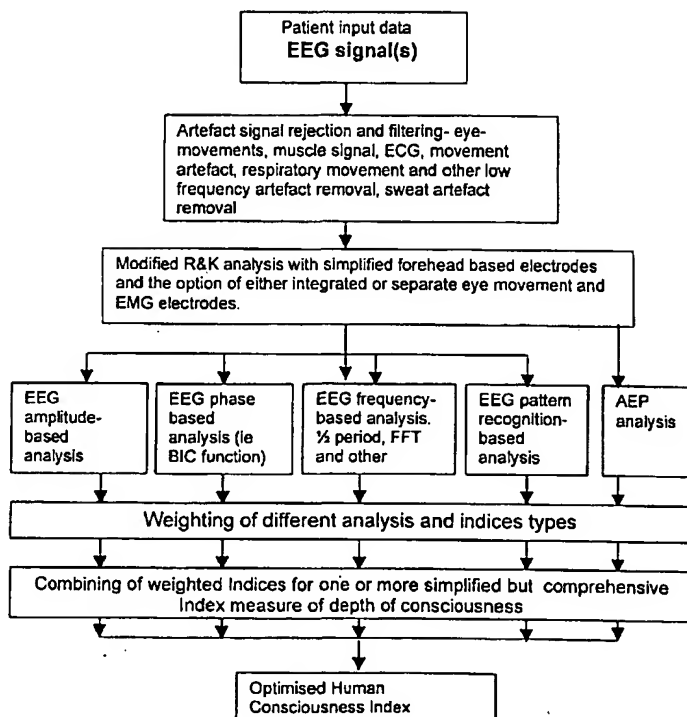 Patient input data
EEG signal(s)
Artefact signal rejection and filtering- eye-
movements, muscle signal, ECG, movement
artefact, respiratory movement and other low
frequency artefact removal, sweat artefact
removal
Modified R&K analysis with simplified forehead based electrodes
and the option of either integrated or separate eye movement and
EMG electrodes.
EEG
amplitude-
based
analysis
EEG phase
based
analysis (ie
BIC function)
EEG frequency-
based analysis.
½ period, FFT
and other
EEG pattern
recognition-
based
analysis
AEP
analysis
Weighting of different analysis and indices types
Combining of weighted Indices for one or more simplified but comprehensive
Index measure of depth of consciousness
Optimised Human
Consciousness Index